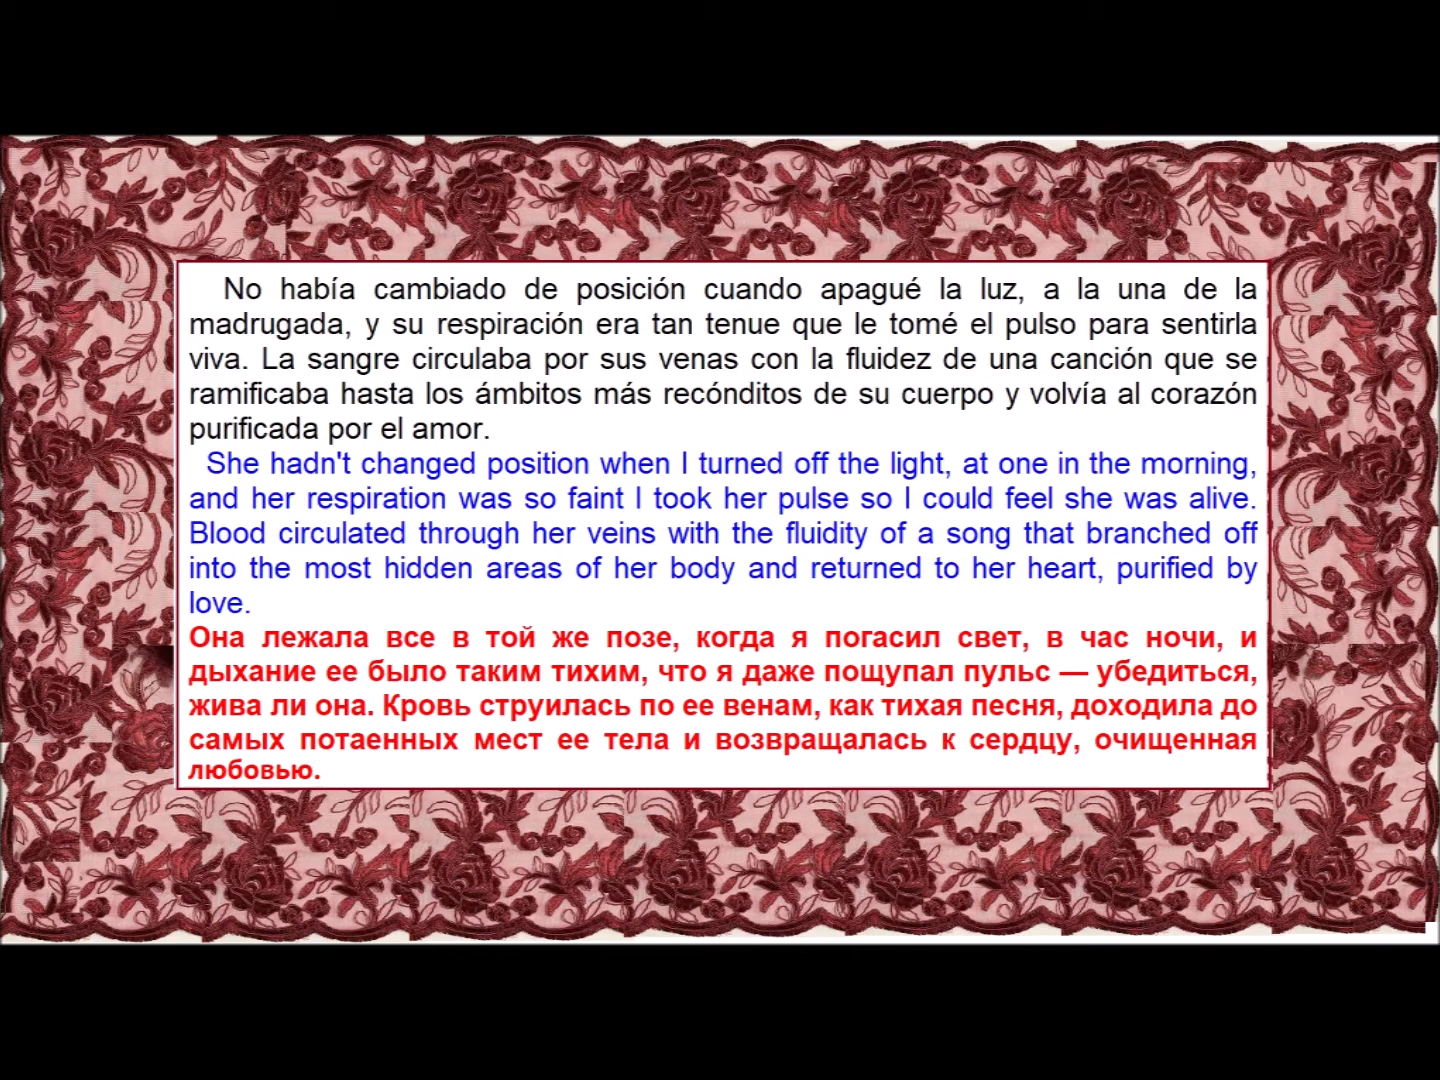 No había cambiado de posición cuando apagué la luz, a la una de la
madrugada, y su respiración era tan tenue que le tomé el pulso para sentirla
viva. La sangre circulaba por sus venas con la fluidez de una canción que se
ramificaba hasta los ámbitos más recónditos de su cuerpo y volvía al corazón
purificada por el amor.
She hadn't changed position when I turned off the light, at one in the morning,
and her respiration was so faint I took her pulse so I could feel she was alive.
Blood circulated through her veins with the fluidity of a song that branched off
into the most hidden areas of her body and returned to her heart, purified by
love.
Она лежала все в той же позе, когда я погасил свет, в час ночи, и
дыхание ее было таким тихим, что я даже пощупал пульс — убедиться,
жива ли она. Кровь струилась по ее венам, как тихая песня, доходила до
самых потаенных мест ее тела и возвращалась к сердцу, очищенная
любовью.